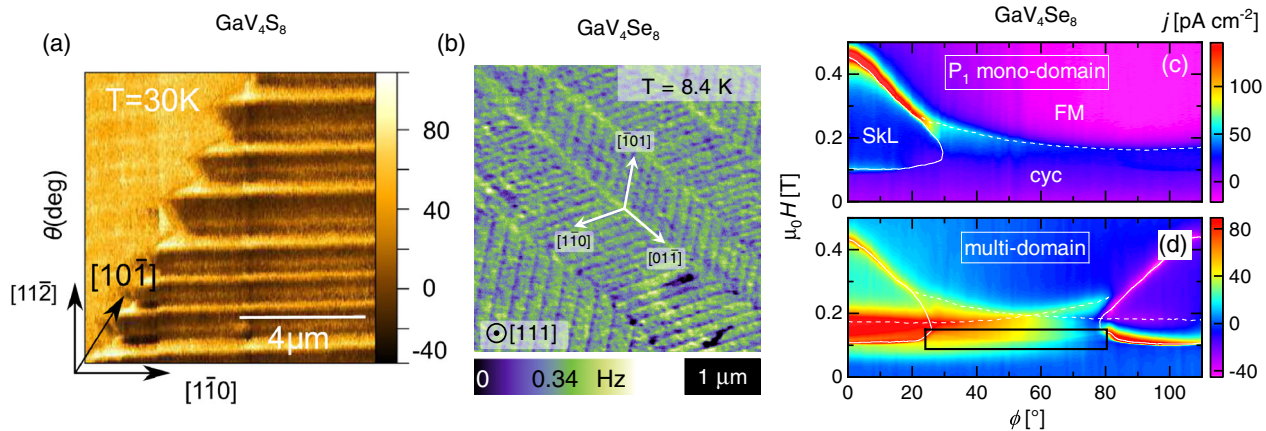 GaV₄S₈
(a)
T=30K
80
40
0
-40
θ(deg)
[112̄]
[101̄]
4μm
[11̄0]
GaV₄Se₈
(b)
T = 8.4 K
[1̄01]
[11̄0]
[011̄]
⊙[111]
0 0.34 Hz
1 μm
GaV₄Se₈
j [pA cm⁻²]
(c)
P₁ mono-domain
FM
SkL
cyc
0.4
0.2
0
100
50
0
μ₀H [T]
(d)
multi-domain
0.4
0.2
0
80
40
0
-40
0 20 40 60 80 100
ϕ [°]